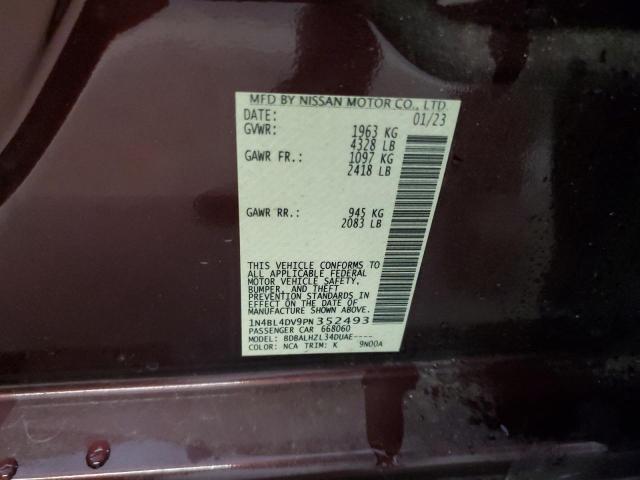 MFD BY NISSAN MOTOR CO., LTD.
DATE: 01/23
GVWR: 1963 KG
4328 LB
GAWR FR.: 1097 KG
2418 LB
GAWR RR.: 945 KG
2083 LB
THIS VEHICLE CONFORMS TO
ALL APPLICABLE FEDERAL
MOTOR VEHICLE SAFETY,
BUMPER, AND THEFT
PREVENTION STANDARDS IN
EFFECT ON THE DATE OF
MANUFACTURE SHOWN ABOVE.
1N4BL4DV9PN352493
PASSENGER CAR 668060
MODEL: BDBALHZL34DUAE----
COLOR: NCA TRIM: K 9N00A